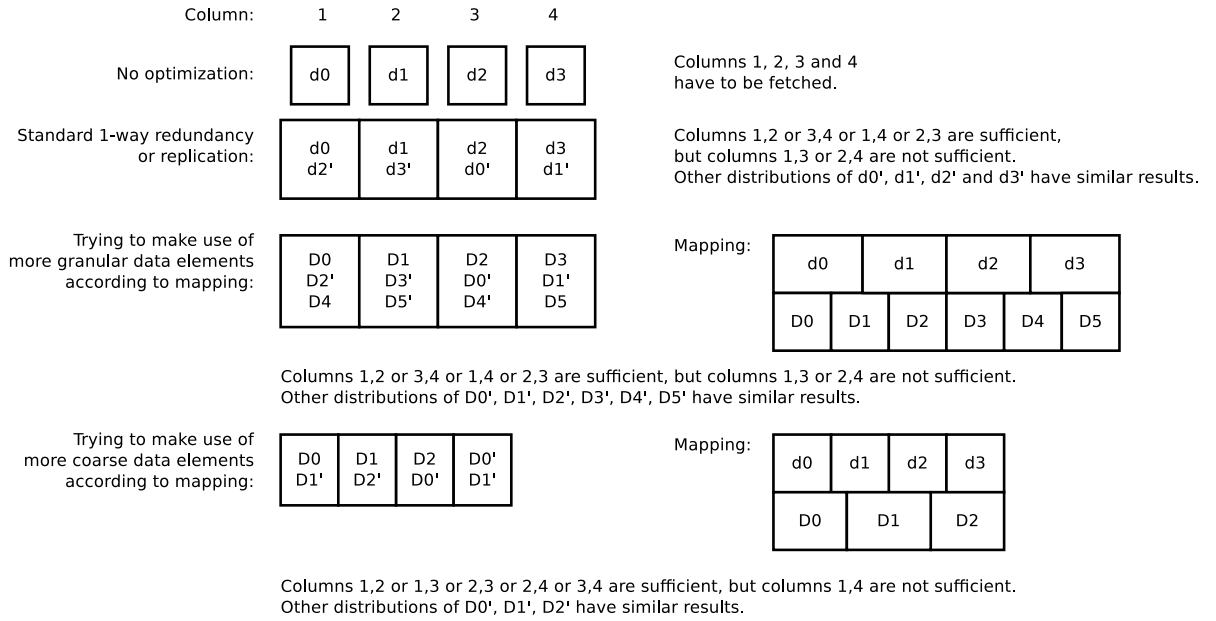 Column: 1 2 3 4
No optimization: d0 d1 d2 d3
Columns 1, 2, 3 and 4
have to be fetched.
Standard 1-way redundancy
or replication:
d0 d1 d2 d3
d2' d3' d0' d1'
Columns 1,2 or 3,4 or 1,4 or 2,3 are sufficient,
but columns 1,3 or 2,4 are not sufficient.
Other distributions of d0', d1', d2' and d3' have similar results.
Trying to make use of
more granular data elements
according to mapping:
D0 D1 D2 D3
D2' D3' D0' D1'
D4 D5' D4' D5
Mapping:
d0 d1 d2 d3
D0 D1 D2 D3 D4 D5
Columns 1,2 or 3,4 or 1,4 or 2,3 are sufficient, but columns 1,3 or 2,4 are not sufficient.
Other distributions of D0', D1', D2', D3', D4', D5' have similar results.
Trying to make use of
more coarse data elements
according to mapping:
D0 D1 D2 D0'
D1' D2' D0' D1'
Mapping:
d0 d1 d2 d3
D0 D1 D2
Columns 1,2 or 1,3 or 2,3 or 2,4 or 3,4 are sufficient, but columns 1,4 are not sufficient.
Other distributions of D0', D1', D2' have similar results.